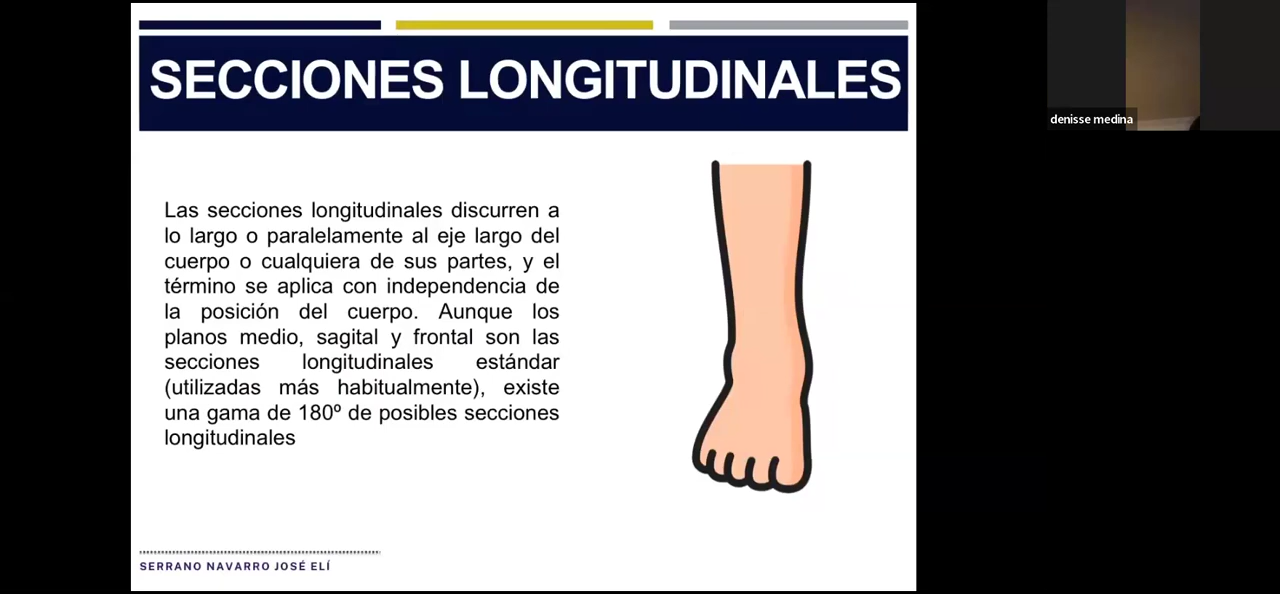 SECCIONES LONGITUDINALES
Las secciones longitudinales discurren a
lo largo o paralelamente al eje largo del
cuerpo o cualquiera de sus partes, y el
término se aplica con independencia de
la posición del cuerpo. Aunque los
planos medio, sagital y frontal son las
secciones longitudinales estándar
(utilizadas más habitualmente), existe
una gama de 180º de posibles secciones
longitudinales
SERRANO NAVARRO JOSÉ ELÍ
denisse medina